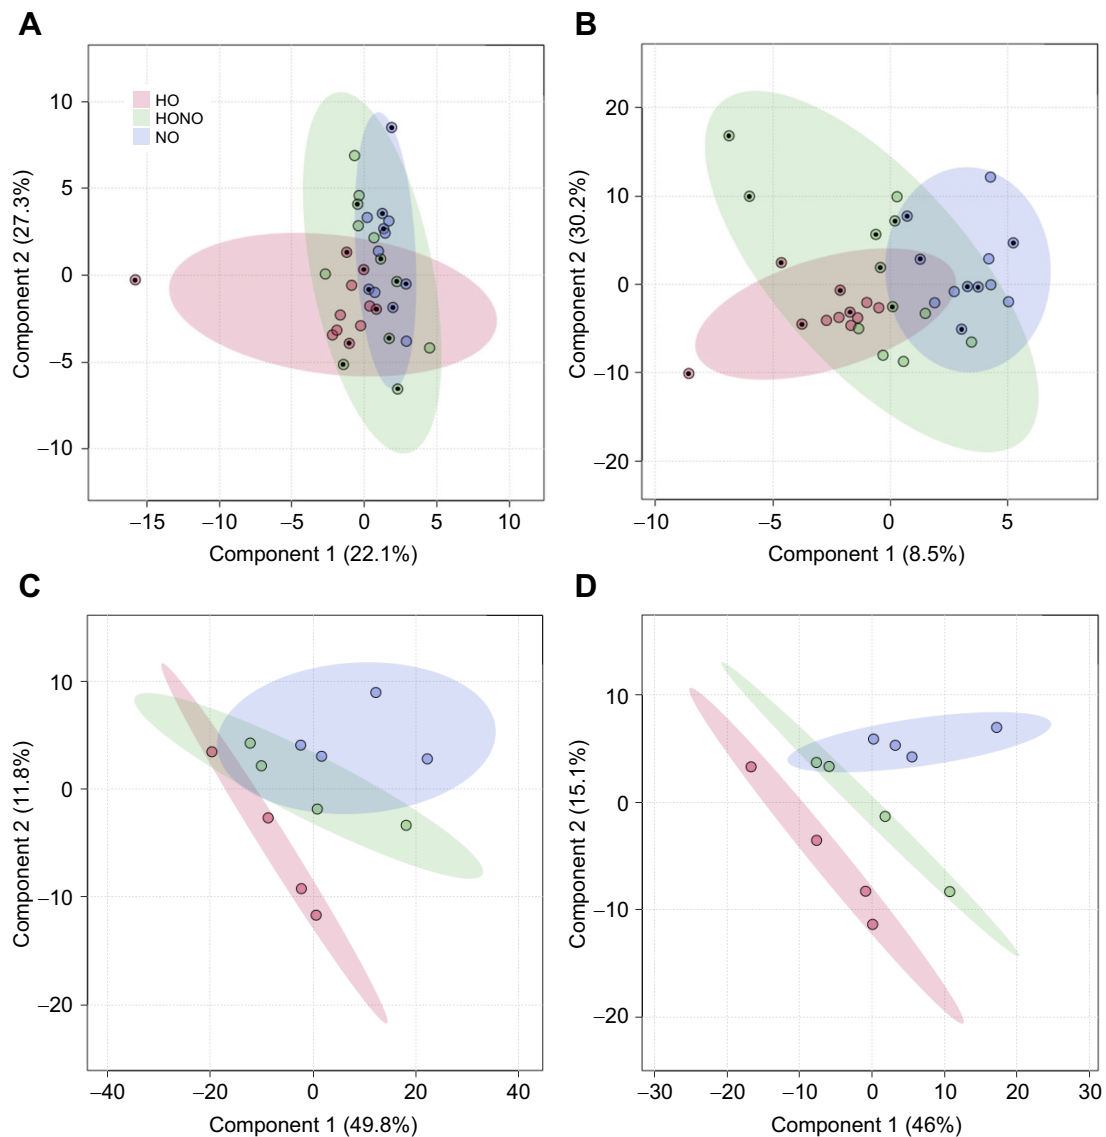 A
10
5
0
−5
−10
Component 2 (27.3%)
HO
HONO
NO
−15
−10
−5
0
5
10
Component 1 (22.1%)
B
20
10
0
−10
−20
Component 2 (30.2%)
−10
−5
0
5
Component 1 (8.5%)
C
10
0
−10
−20
Component 2 (11.8%)
−40
−20
0
20
40
Component 1 (49.8%)
D
10
0
−10
−20
Component 2 (15.1%)
−30
−20
−10
0
10
20
30
Component 1 (46%)